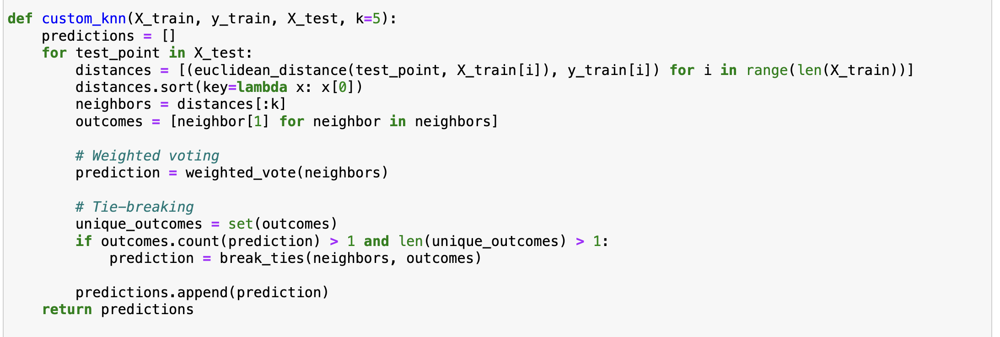 def custom_knn(X_train, y_train, X_test, k=5):
    predictions = []
    for test_point in X_test:
        distances = [(euclidean_distance(test_point, X_train[i]), y_train[i]) for i in range(len(X_train))]
        distances.sort(key=lambda x: x[0])
        neighbors = distances[:k]
        outcomes = [neighbor[1] for neighbor in neighbors]

        # Weighted voting
        prediction = weighted_vote(neighbors)

        # Tie-breaking
        unique_outcomes = set(outcomes)
        if outcomes.count(prediction) > 1 and len(unique_outcomes) > 1:
            prediction = break_ties(neighbors, outcomes)

        predictions.append(prediction)
    return predictions